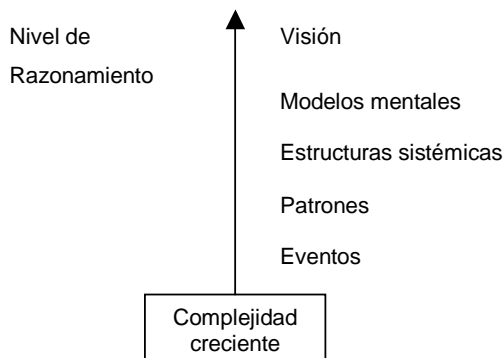 Nivel de
Razonamiento
Visión
Modelos mentales
Estructuras sistémicas
Patrones
Eventos
Complejidad
creciente